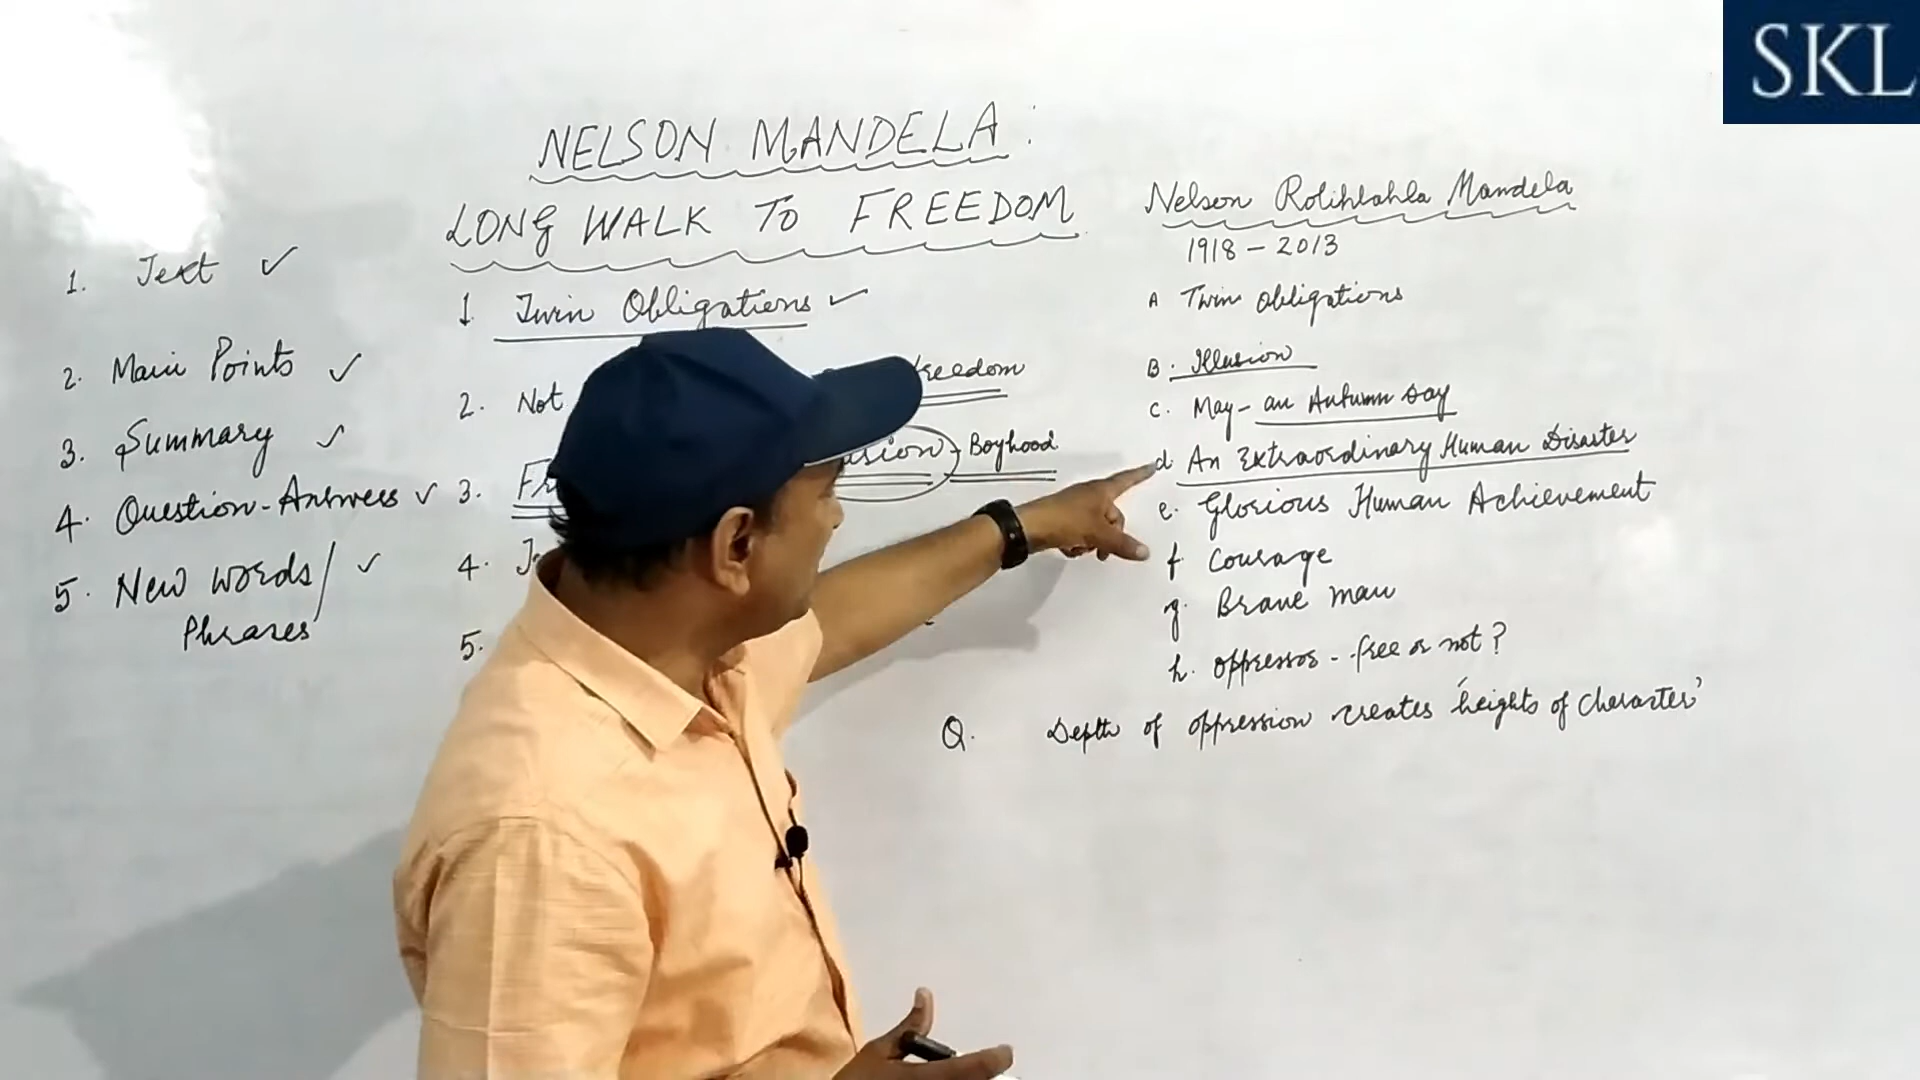 SKL
NELSON MANDELA:
LONG WALK TO FREEDOM
1. Text ✓
2. Main Points ✓
3. Summary ✓
4. Question-Answers ✓
5. New Words/ ✓
Phrases
1. Twin Obligations ✓
2. Not
3. - Boyhood
4.
5.
Nelson Rolihlahla Mandela
1918 - 2013
A Twin Obligations
B. Illusion
C. May - an Autumn Day
d. An Extraordinary Human Disaster
e. Glorious Human Achievement
f Courage
g. Brave man
h. oppressor - free or not?
Q. Depth of oppression creates 'heights of character'